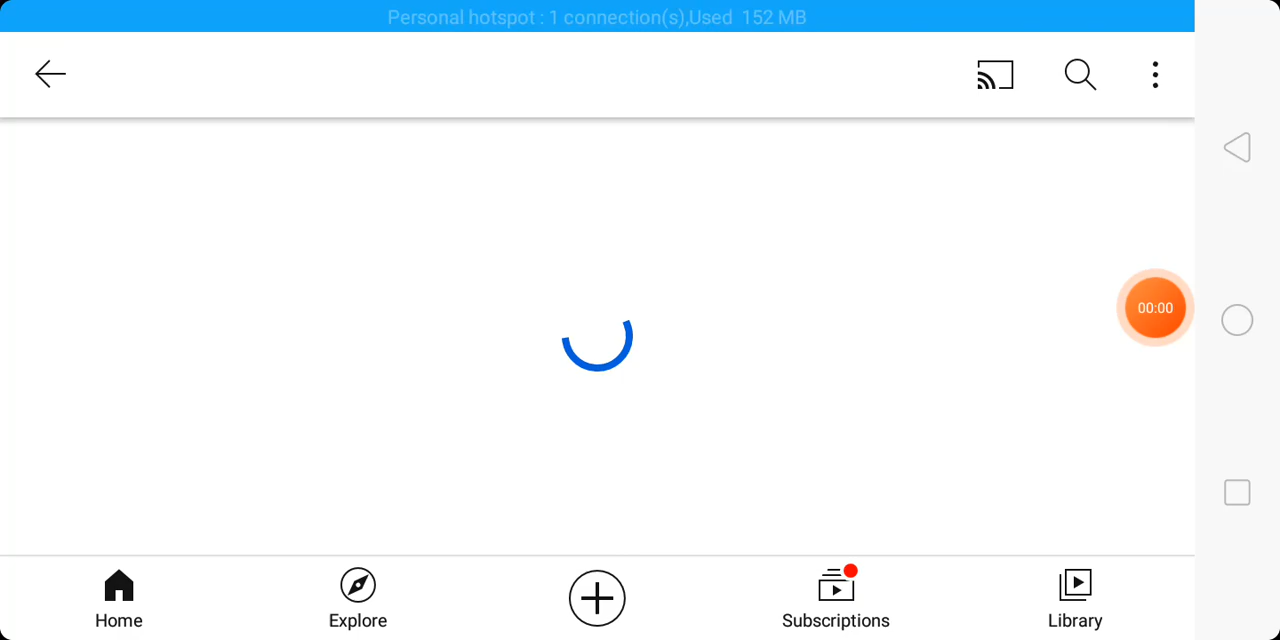 Personal hotspot : 1 connection(s),Used 152 MB
00:00
Home
Explore
Subscriptions
Library